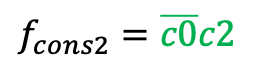 f_cons2 = \overline{c0}c2